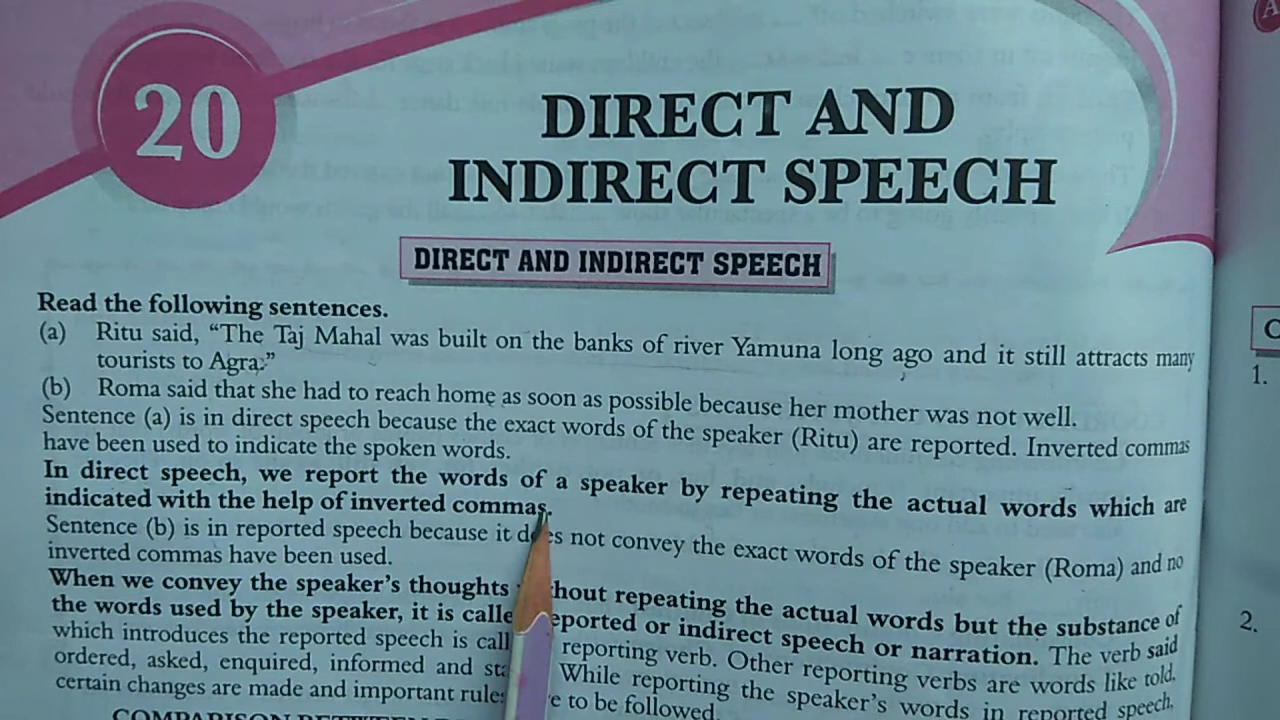 20
DIRECT AND
INDIRECT SPEECH
DIRECT AND INDIRECT SPEECH
Read the following sentences.
(a) Ritu said, “The Taj Mahal was built on the banks of river Yamuna long ago and it still attracts many
tourists to Agra.”
(b) Roma said that she had to reach home as soon as possible because her mother was not well.
Sentence (a) is in direct speech because the exact words of the speaker (Ritu) are reported. Inverted commas
have been used to indicate the spoken words.
In direct speech, we report the words of a speaker by repeating the actual words which are
indicated with the help of inverted commas.
Sentence (b) is in reported speech because it does not convey the exact words of the speaker (Roma) and no
inverted commas have been used.
When we convey the speaker’s thoughts without repeating the actual words but the substance of
the words used by the speaker, it is called reported or indirect speech or narration. The verb said
which introduces the reported speech is called reporting verb. Other reporting verbs are words like told,
ordered, asked, enquired, informed and While reporting the speaker’s words in reported speech,
certain changes are made and important rules are to be followed.
1.
2.